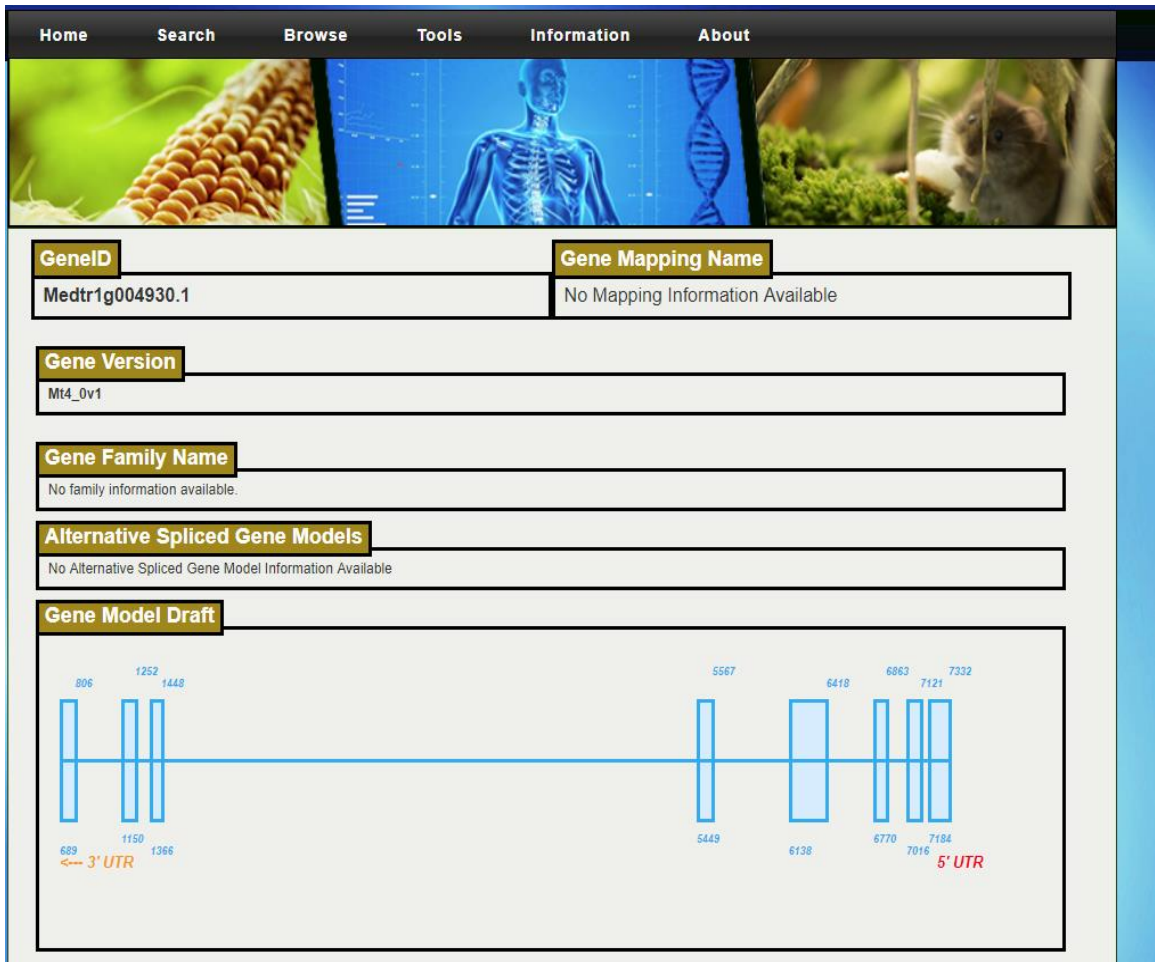 Home Search Browse Tools Information About
GeneID
Medtr1g004930.1
Gene Mapping Name
No Mapping Information Available
Gene Version
Mt4_0v1
Gene Family Name
No family information available.
Alternative Spliced Gene Models
No Alternative Spliced Gene Model Information Available
Gene Model Draft
1252 5567 6863 7332
806 1448 6418 7121
1150 5449 6770 7184
689 1366 6138 7016
<--- 3' UTR 5' UTR